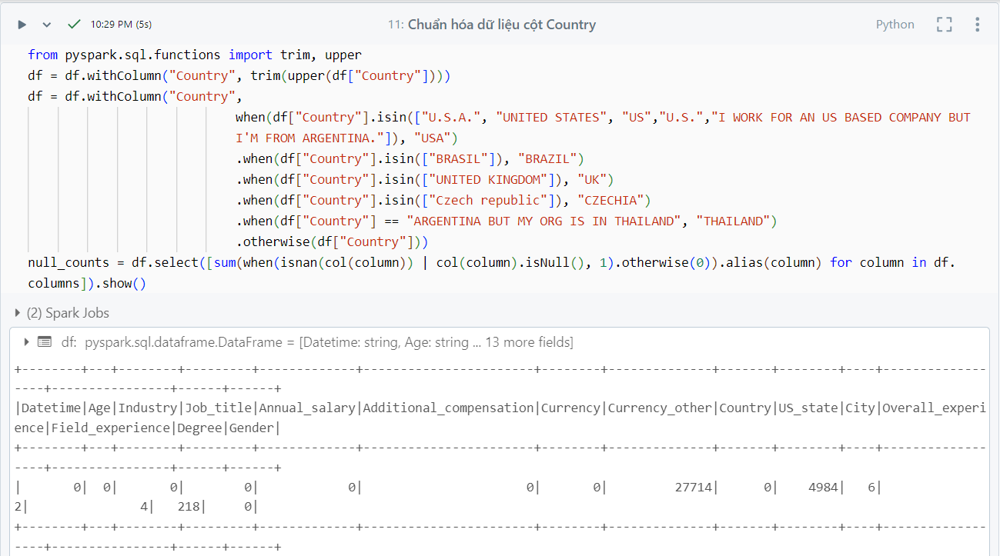 10:29 PM (5s) 11: Chuẩn hóa dữ liệu cột Country Python
from pyspark.sql.functions import trim, upper
df = df.withColumn("Country", trim(upper(df["Country"])))
df = df.withColumn("Country",
when(df["Country"].isin(["U.S.A.", "UNITED STATES", "US","U.S.","I WORK FOR AN US BASED COMPANY BUT
I'M FROM ARGENTINA."]), "USA")
.when(df["Country"].isin(["BRASIL"]), "BRAZIL")
.when(df["Country"].isin(["UNITED KINGDOM"]), "UK")
.when(df["Country"].isin(["Czech republic"]), "CZECHIA")
.when(df["Country"] == "ARGENTINA BUT MY ORG IS IN THAILAND", "THAILAND")
.otherwise(df["Country"]))
null_counts = df.select([sum(when(isnan(col(column)) | col(column).isNull(), 1).otherwise(0)).alias(column) for column in df.
columns]).show()
(2) Spark Jobs
df: pyspark.sql.dataframe.DataFrame = [Datetime: string, Age: string ... 13 more fields]
+--------+---+--------+---------+-------------+-----------------------+--------+--------------+-------+--------+----+--------------
----+----------------+------+------+
|Datetime|Age|Industry|Job_title|Annual_salary|Additional_compensation|Currency|Currency_other|Country|US_state|City|Overall_experi
ence|Field_experience|Degree|Gender|
+--------+---+--------+---------+-------------+-----------------------+--------+--------------+-------+--------+----+--------------
----+----------------+------+------+
|       0|  0|       0|        0|            0|                      0|       0|         27714|      0|    4984|   6|
2|               4|   218|     0|
+--------+---+--------+---------+-------------+-----------------------+--------+--------------+-------+--------+----+--------------
----+----------------+------+------+